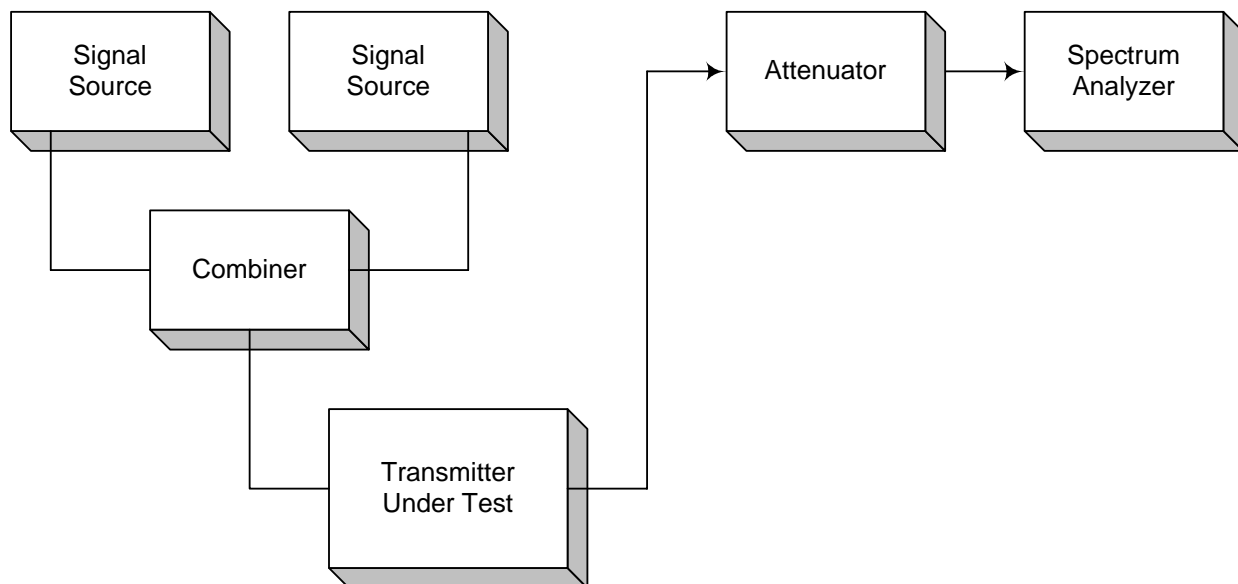 Signal
Source
Signal
Source
Attenuator
Spectrum
Analyzer
Combiner
Transmitter
Under Test